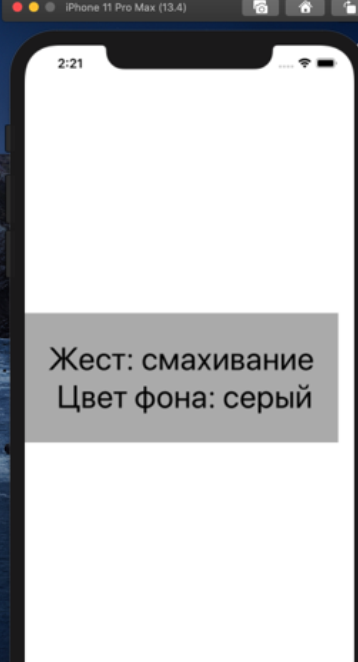 iPhone 11 Pro Max (13.4)
2:21
Жест: смахивание
Цвет фона: серый